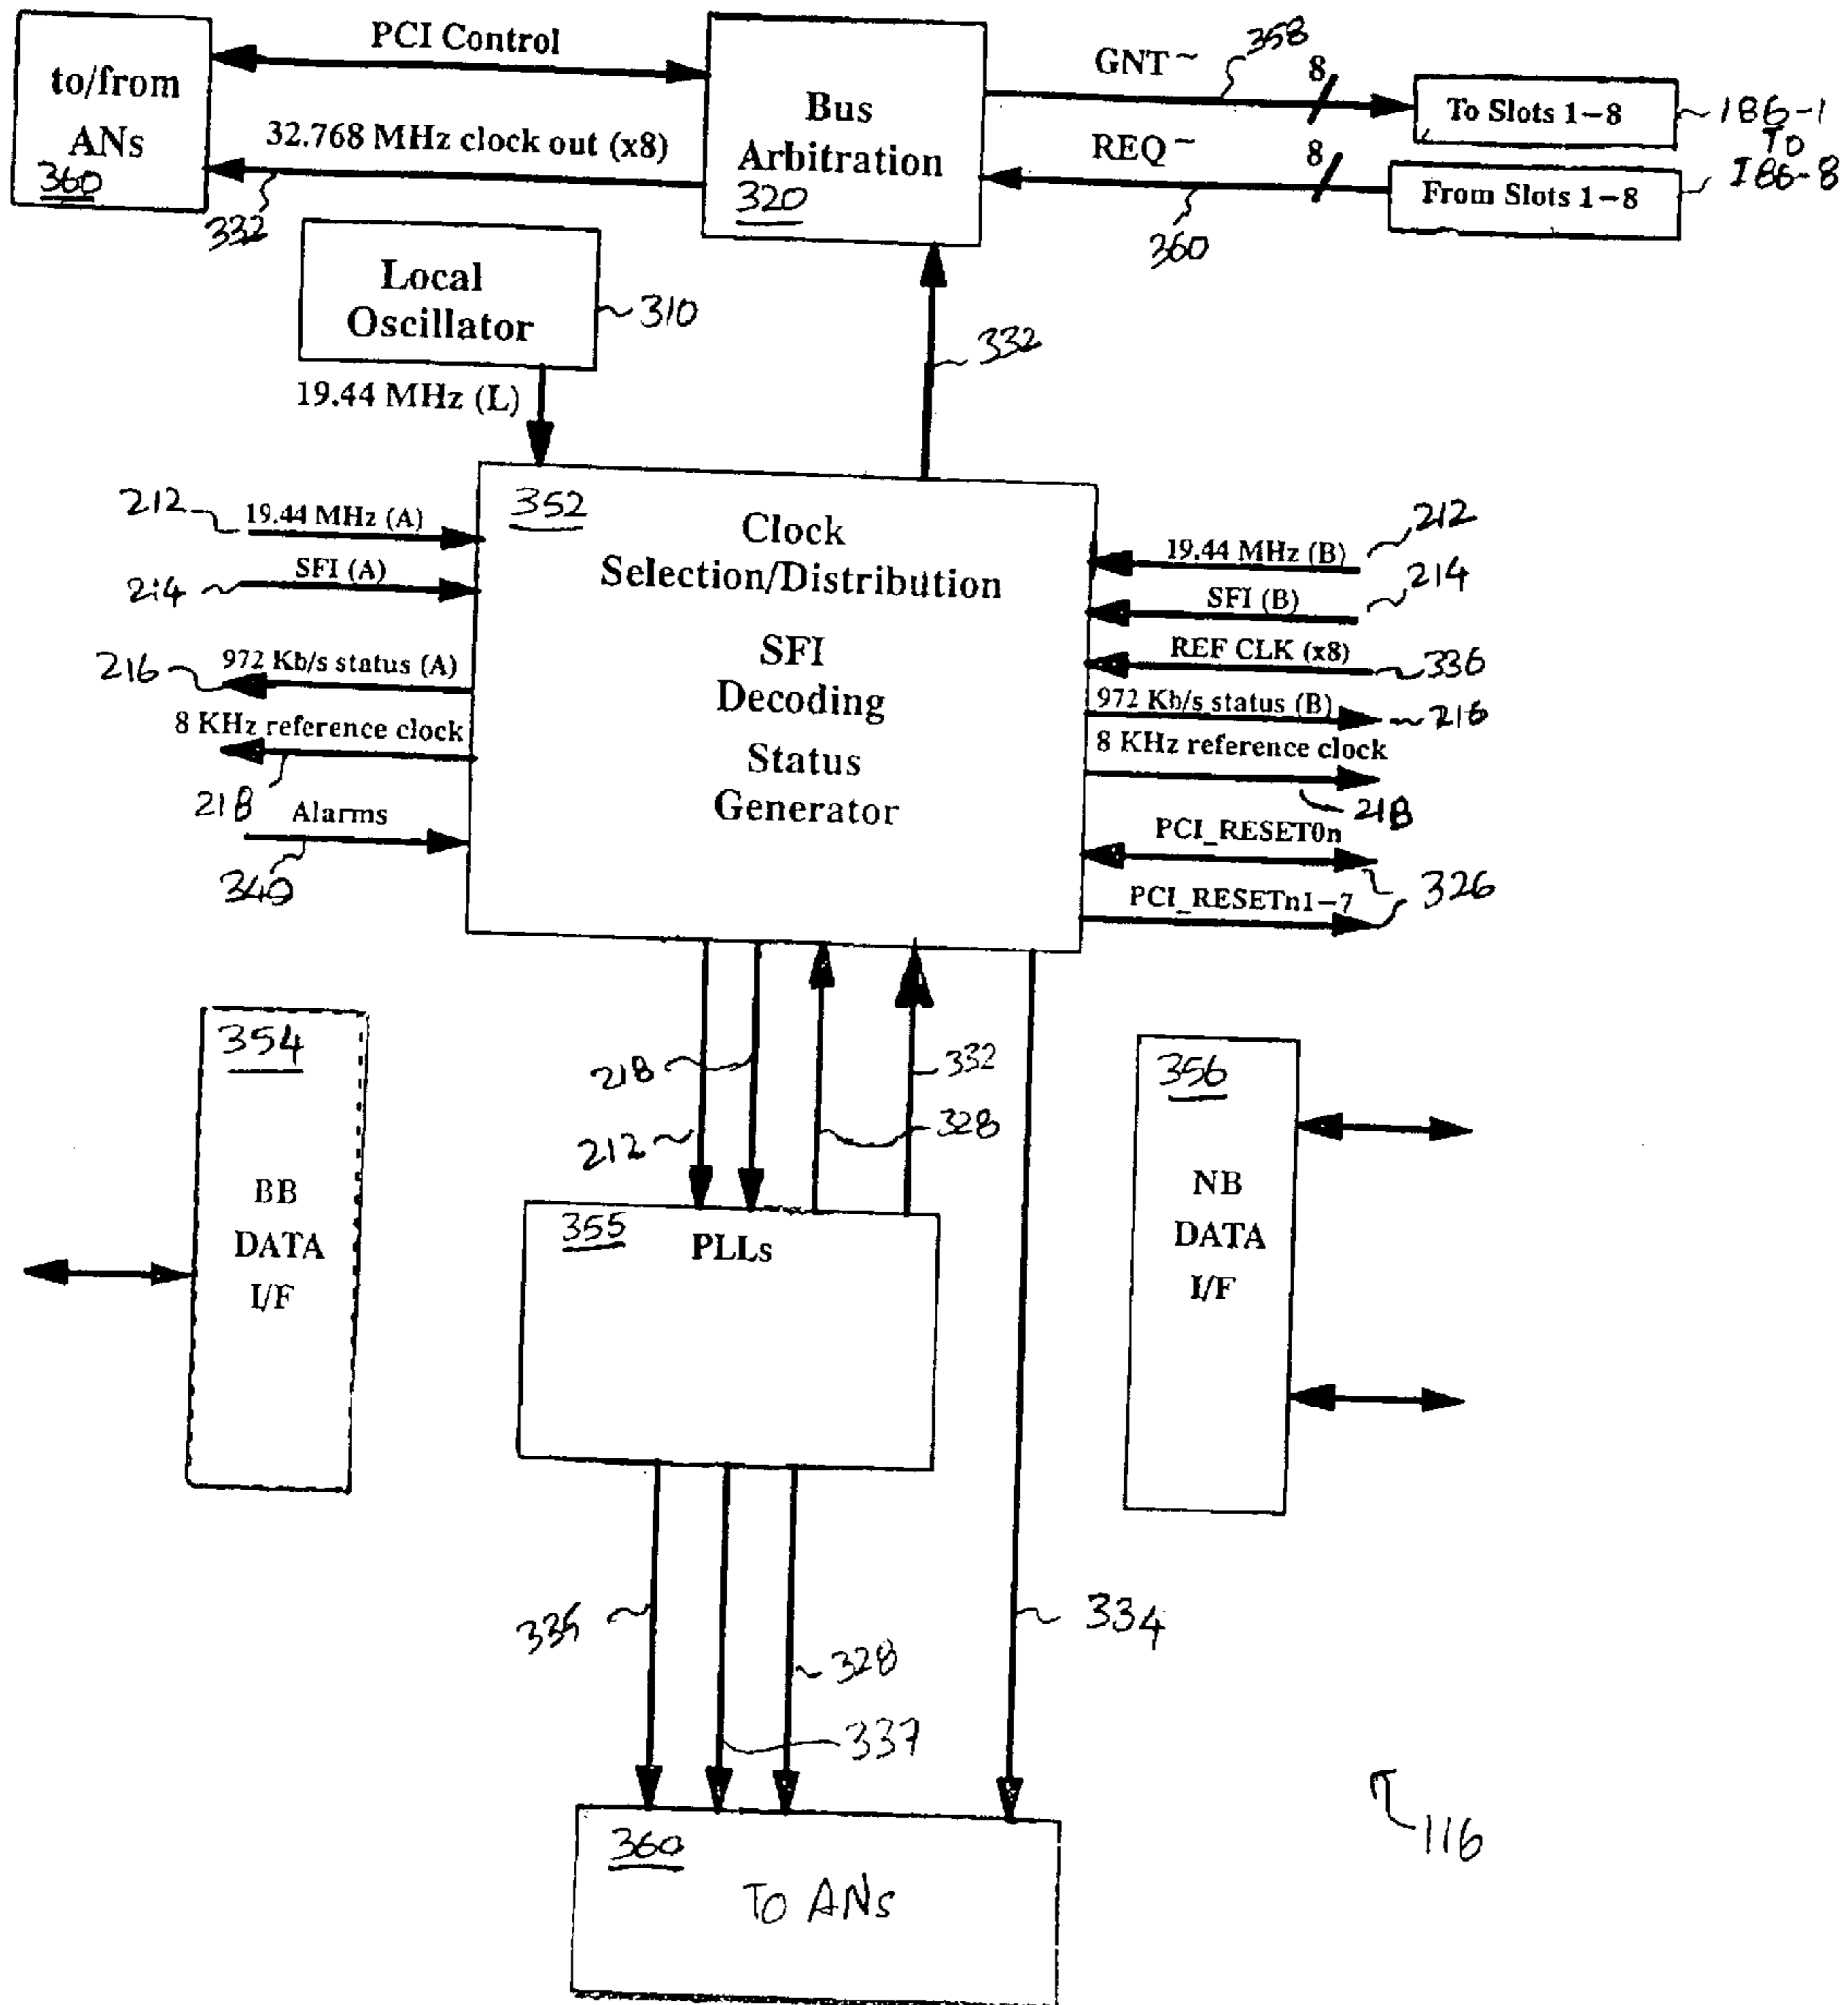 PCI Control
to/from
ANs
360
32.768 MHz clock out (x8)
332
Bus
Arbitration
320
GNT ~
358
8
To Slots 1-8
186-1
TO
186-8
REQ ~
8
From Slots 1-8
360
Local
Oscillator
310
19.44 MHz (L)
332
352
Clock
Selection/Distribution
SFI
Decoding
Status
Generator
212
19.44 MHz (A)
214
SFI (A)
216
972 Kb/s status (A)
8 KHz reference clock
218
Alarms
340
212
19.44 MHz (B)
214
SFI (B)
REF CLK (x8)
336
972 Kb/s status (B)
216
8 KHz reference clock
218
PCI_RESET0n
326
PCI_RESETn1-7
354
BB
DATA
I/F
218
212
332
328
356
NB
DATA
I/F
355
PLLs
335
328
337
334
360
TO ANs
116